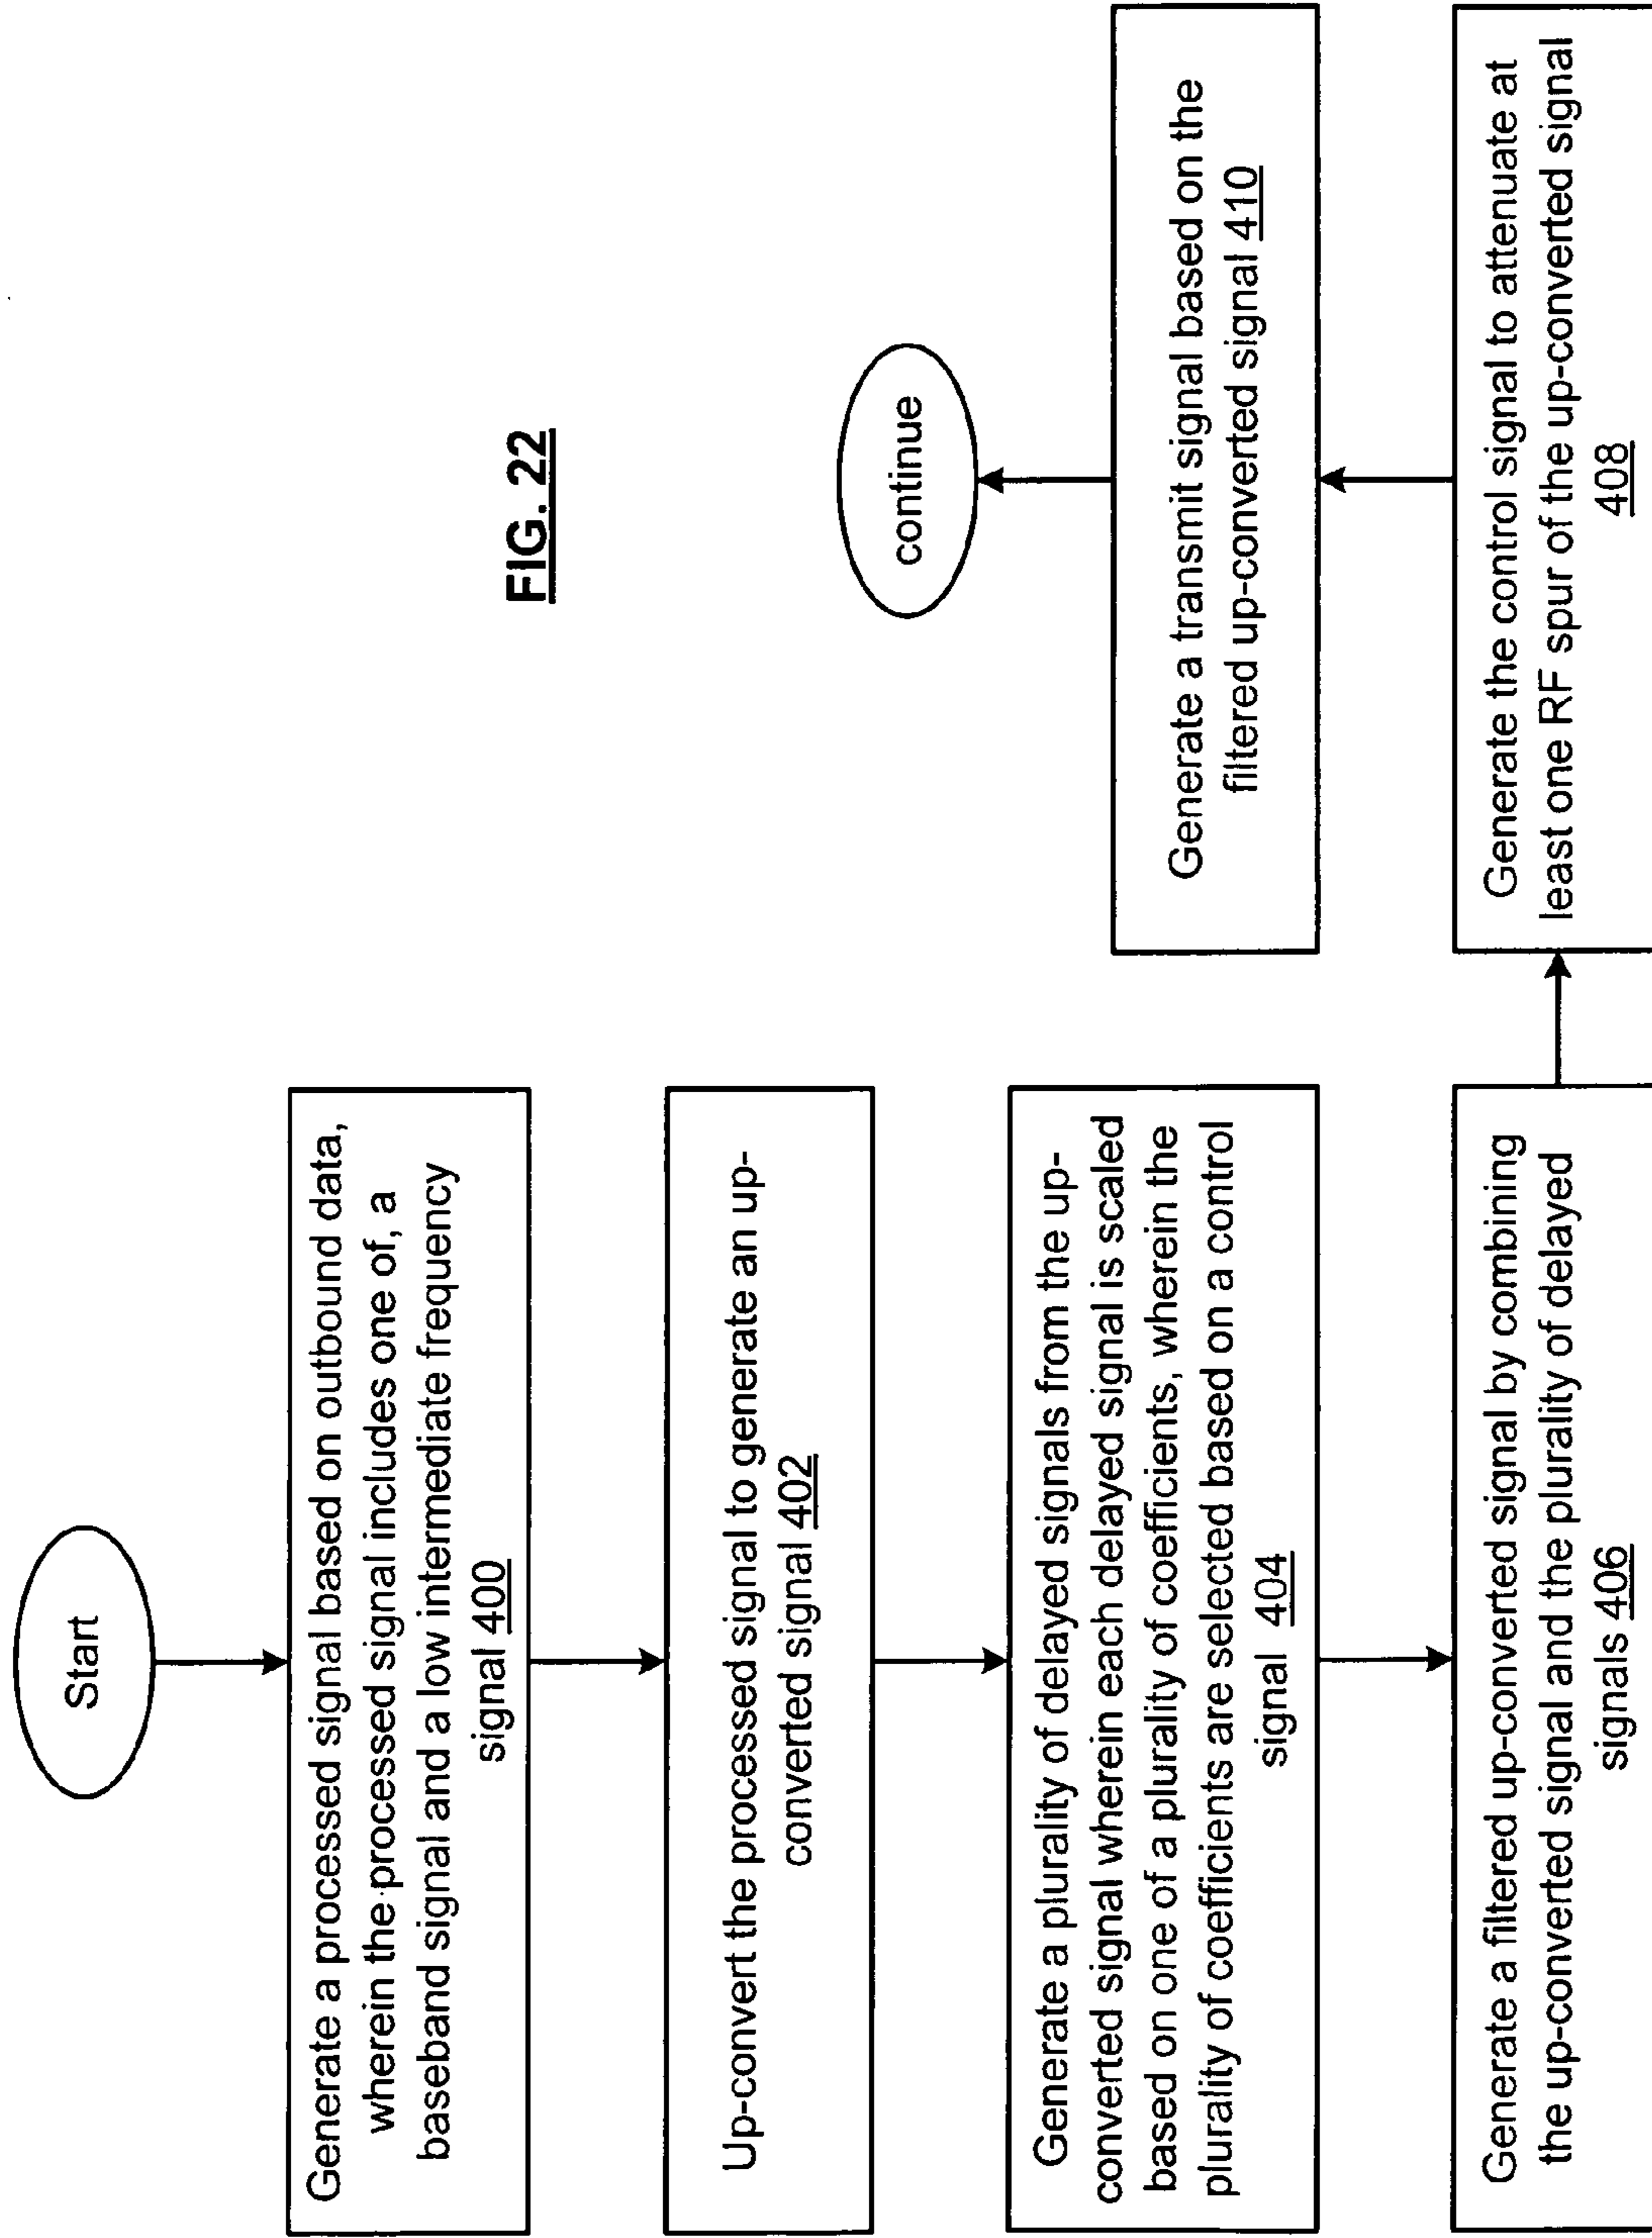 Start
Generate a processed signal based on outbound data,
wherein the processed signal includes one of, a
baseband signal and a low intermediate frequency
signal 400
Up-convert the processed signal to generate an up-
converted signal 402
Generate a plurality of delayed signals from the up-
converted signal wherein each delayed signal is scaled
based on one of a plurality of coefficients, wherein the
plurality of coefficients are selected based on a control
signal 404
Generate a filtered up-converted signal by combining
the up-converted signal and the plurality of delayed
signals 406
Generate the control signal to attenuate at
least one RF spur of the up-converted signal
408
Generate a transmit signal based on the
filtered up-converted signal 410
continue
FIG. 22